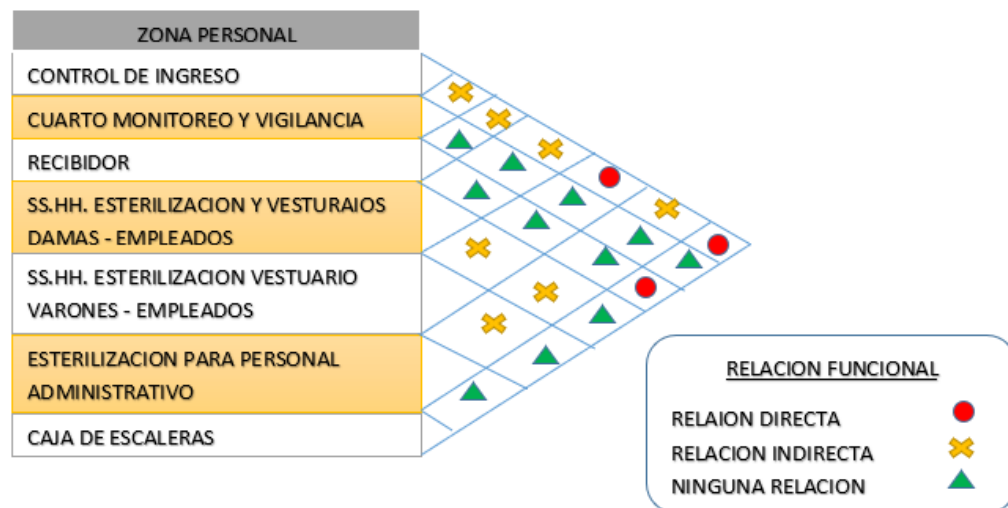 ZONA PERSONAL
CONTROL DE INGRESO
CUARTO MONITOREO Y VIGILANCIA
RECIBIDOR
SS.HH. ESTERILIZACION Y VESTURAIOS
DAMAS - EMPLEADOS
SS.HH. ESTERILIZACION VESTUARIO
VARONES - EMPLEADOS
ESTERILIZACION PARA PERSONAL
ADMINISTRATIVO
CAJA DE ESCALERAS
RELACION FUNCIONAL
RELAION DIRECTA
RELACION INDIRECTA
NINGUNA RELACION